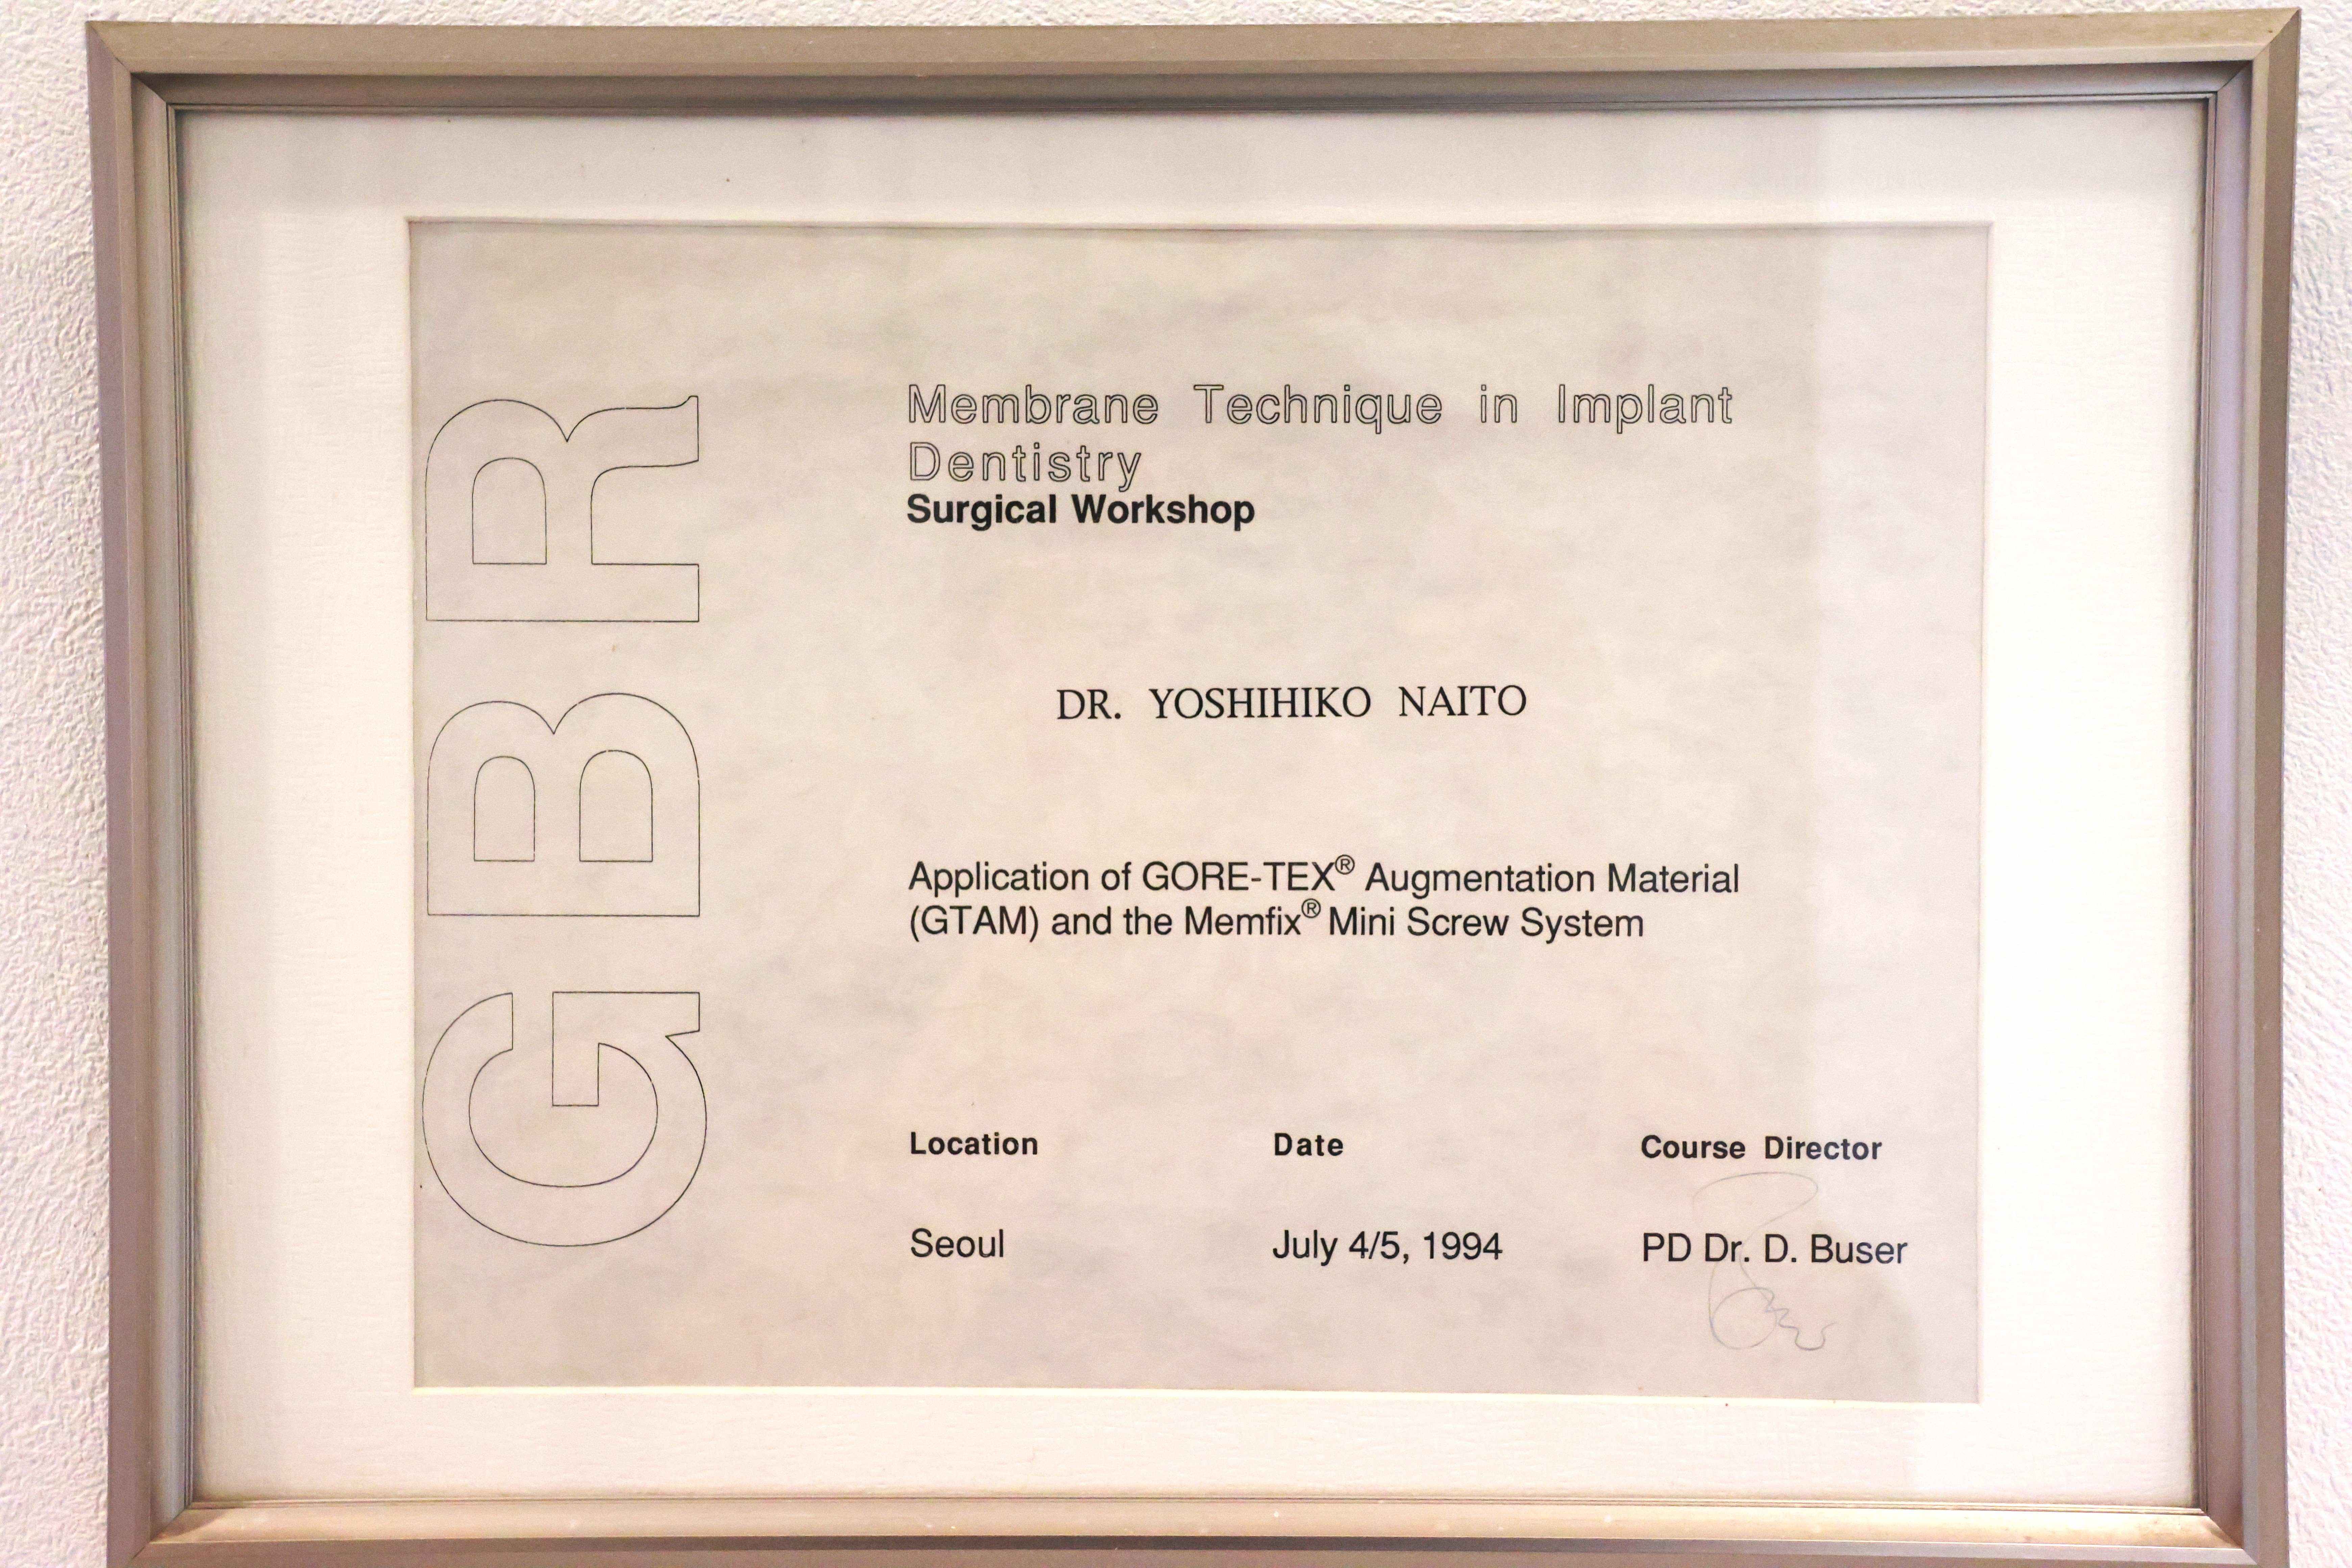 GBR
Membrane Technique in Implant
Dentistry
Surgical Workshop
DR. YOSHIHIKO NAITO
Application of GORE-TEX® Augmentation Material
(GTAM) and the Memfix® Mini Screw System
Location Date Course Director
Seoul July 4/5, 1994 PD Dr. D. Buser